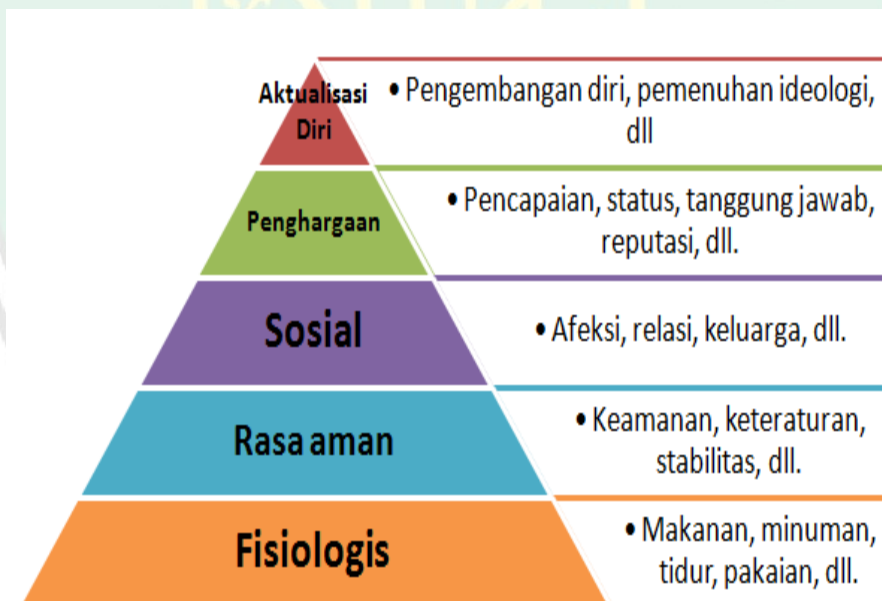 Aktualisasi
Diri
• Pengembangan diri, pemenuhan ideologi,
dll
Penghargaan
• Pencapaian, status, tanggung jawab,
reputasi, dll.
Sosial
• Afeksi, relasi, keluarga, dll.
Rasa aman
• Keamanan, keteraturan,
stabilitas, dll.
Fisiologis
• Makanan, minuman,
tidur, pakaian, dll.